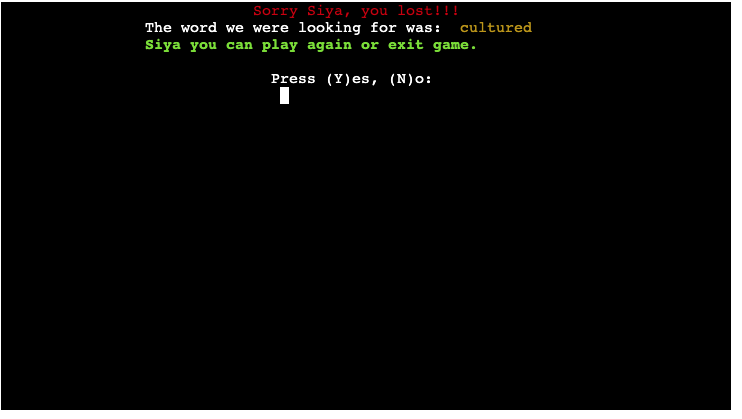 Sorry Siya, you lost!!!
The word we were looking for was: cultured
Siya you can play again or exit game.
Press (Y)es, (N)o: